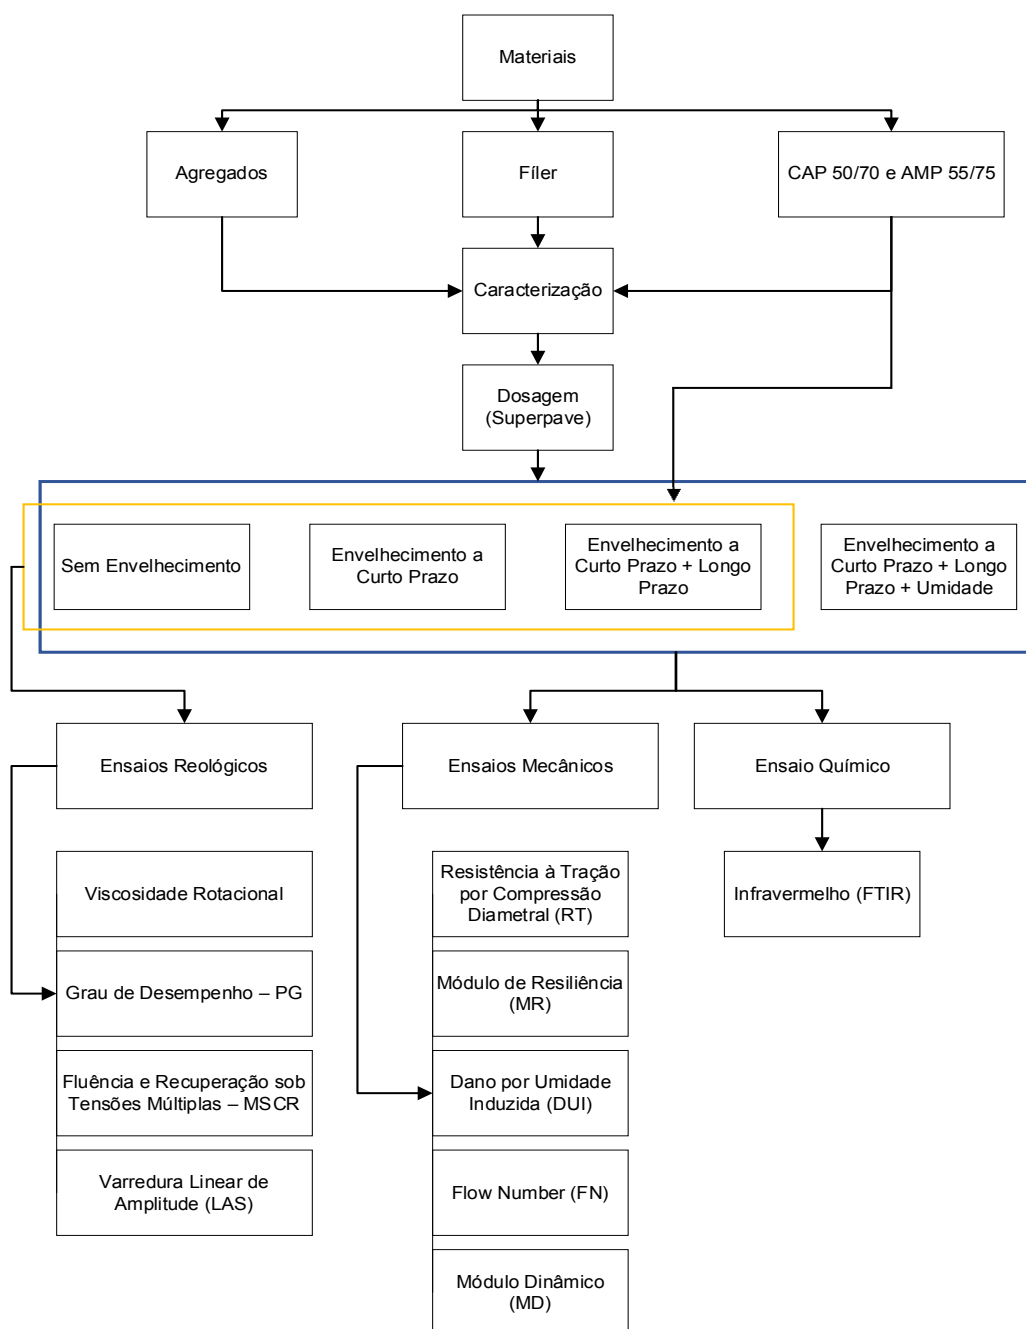 Materiais
Agregados
Fíler
CAP 50/70 e AMP 55/75
Caracterização
Dosagem
(Superpave)
Sem Envelhecimento
Envelhecimento a
Curto Prazo
Envelhecimento a
Curto Prazo + Longo
Prazo
Envelhecimento a
Curto Prazo + Longo
Prazo + Umidade
Ensaios Reológicos
Ensaios Mecânicos
Ensaio Químico
Viscosidade Rotacional
Grau de Desempenho – PG
Fluência e Recuperação sob
Tensões Múltiplas – MSCR
Varredura Linear de
Amplitude (LAS)
Resistência à Tração
por Compressão
Diametral (RT)
Módulo de Resiliência
(MR)
Dano por Umidade
Induzida (DUI)
Flow Number (FN)
Módulo Dinâmico
(MD)
Infravermelho (FTIR)